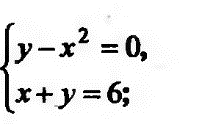 y − x² = 0,
x + y = 6;